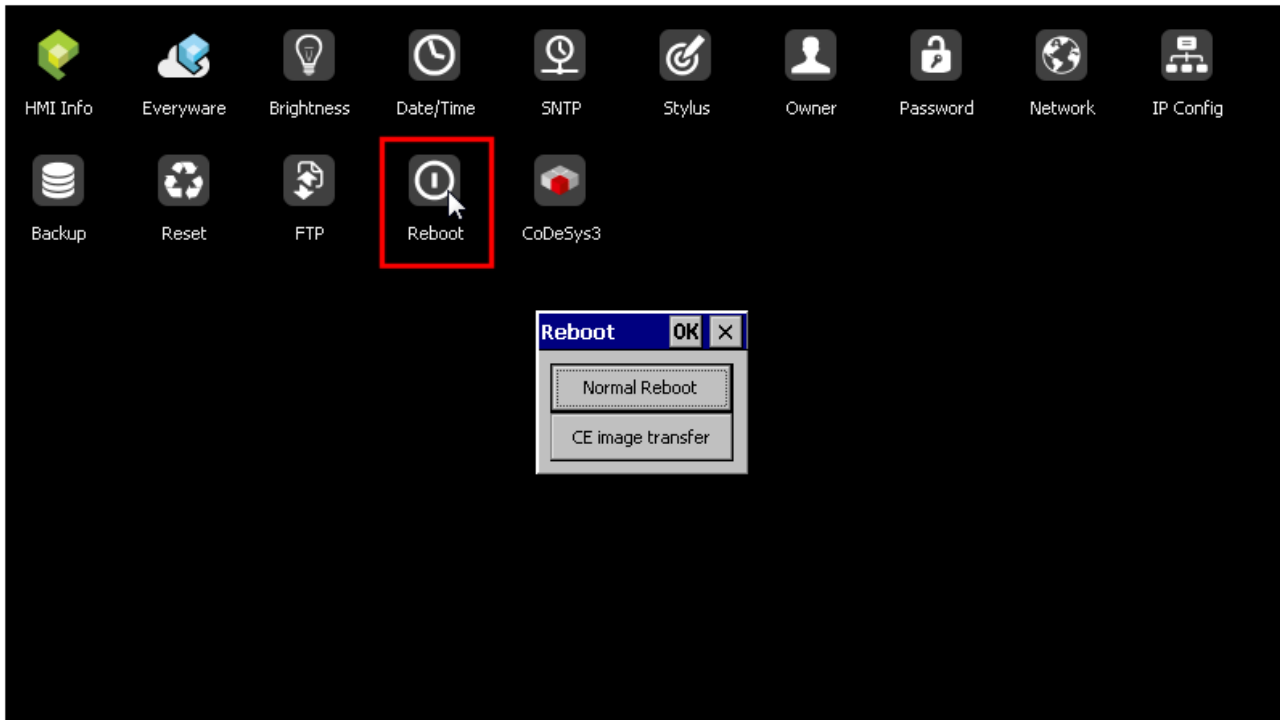 HMI Info Everyware Brightness Date/Time SNTP Stylus Owner Password Network IP Config
Backup Reset FTP Reboot CoDeSys3
Reboot OK
Normal Reboot
CE image transfer